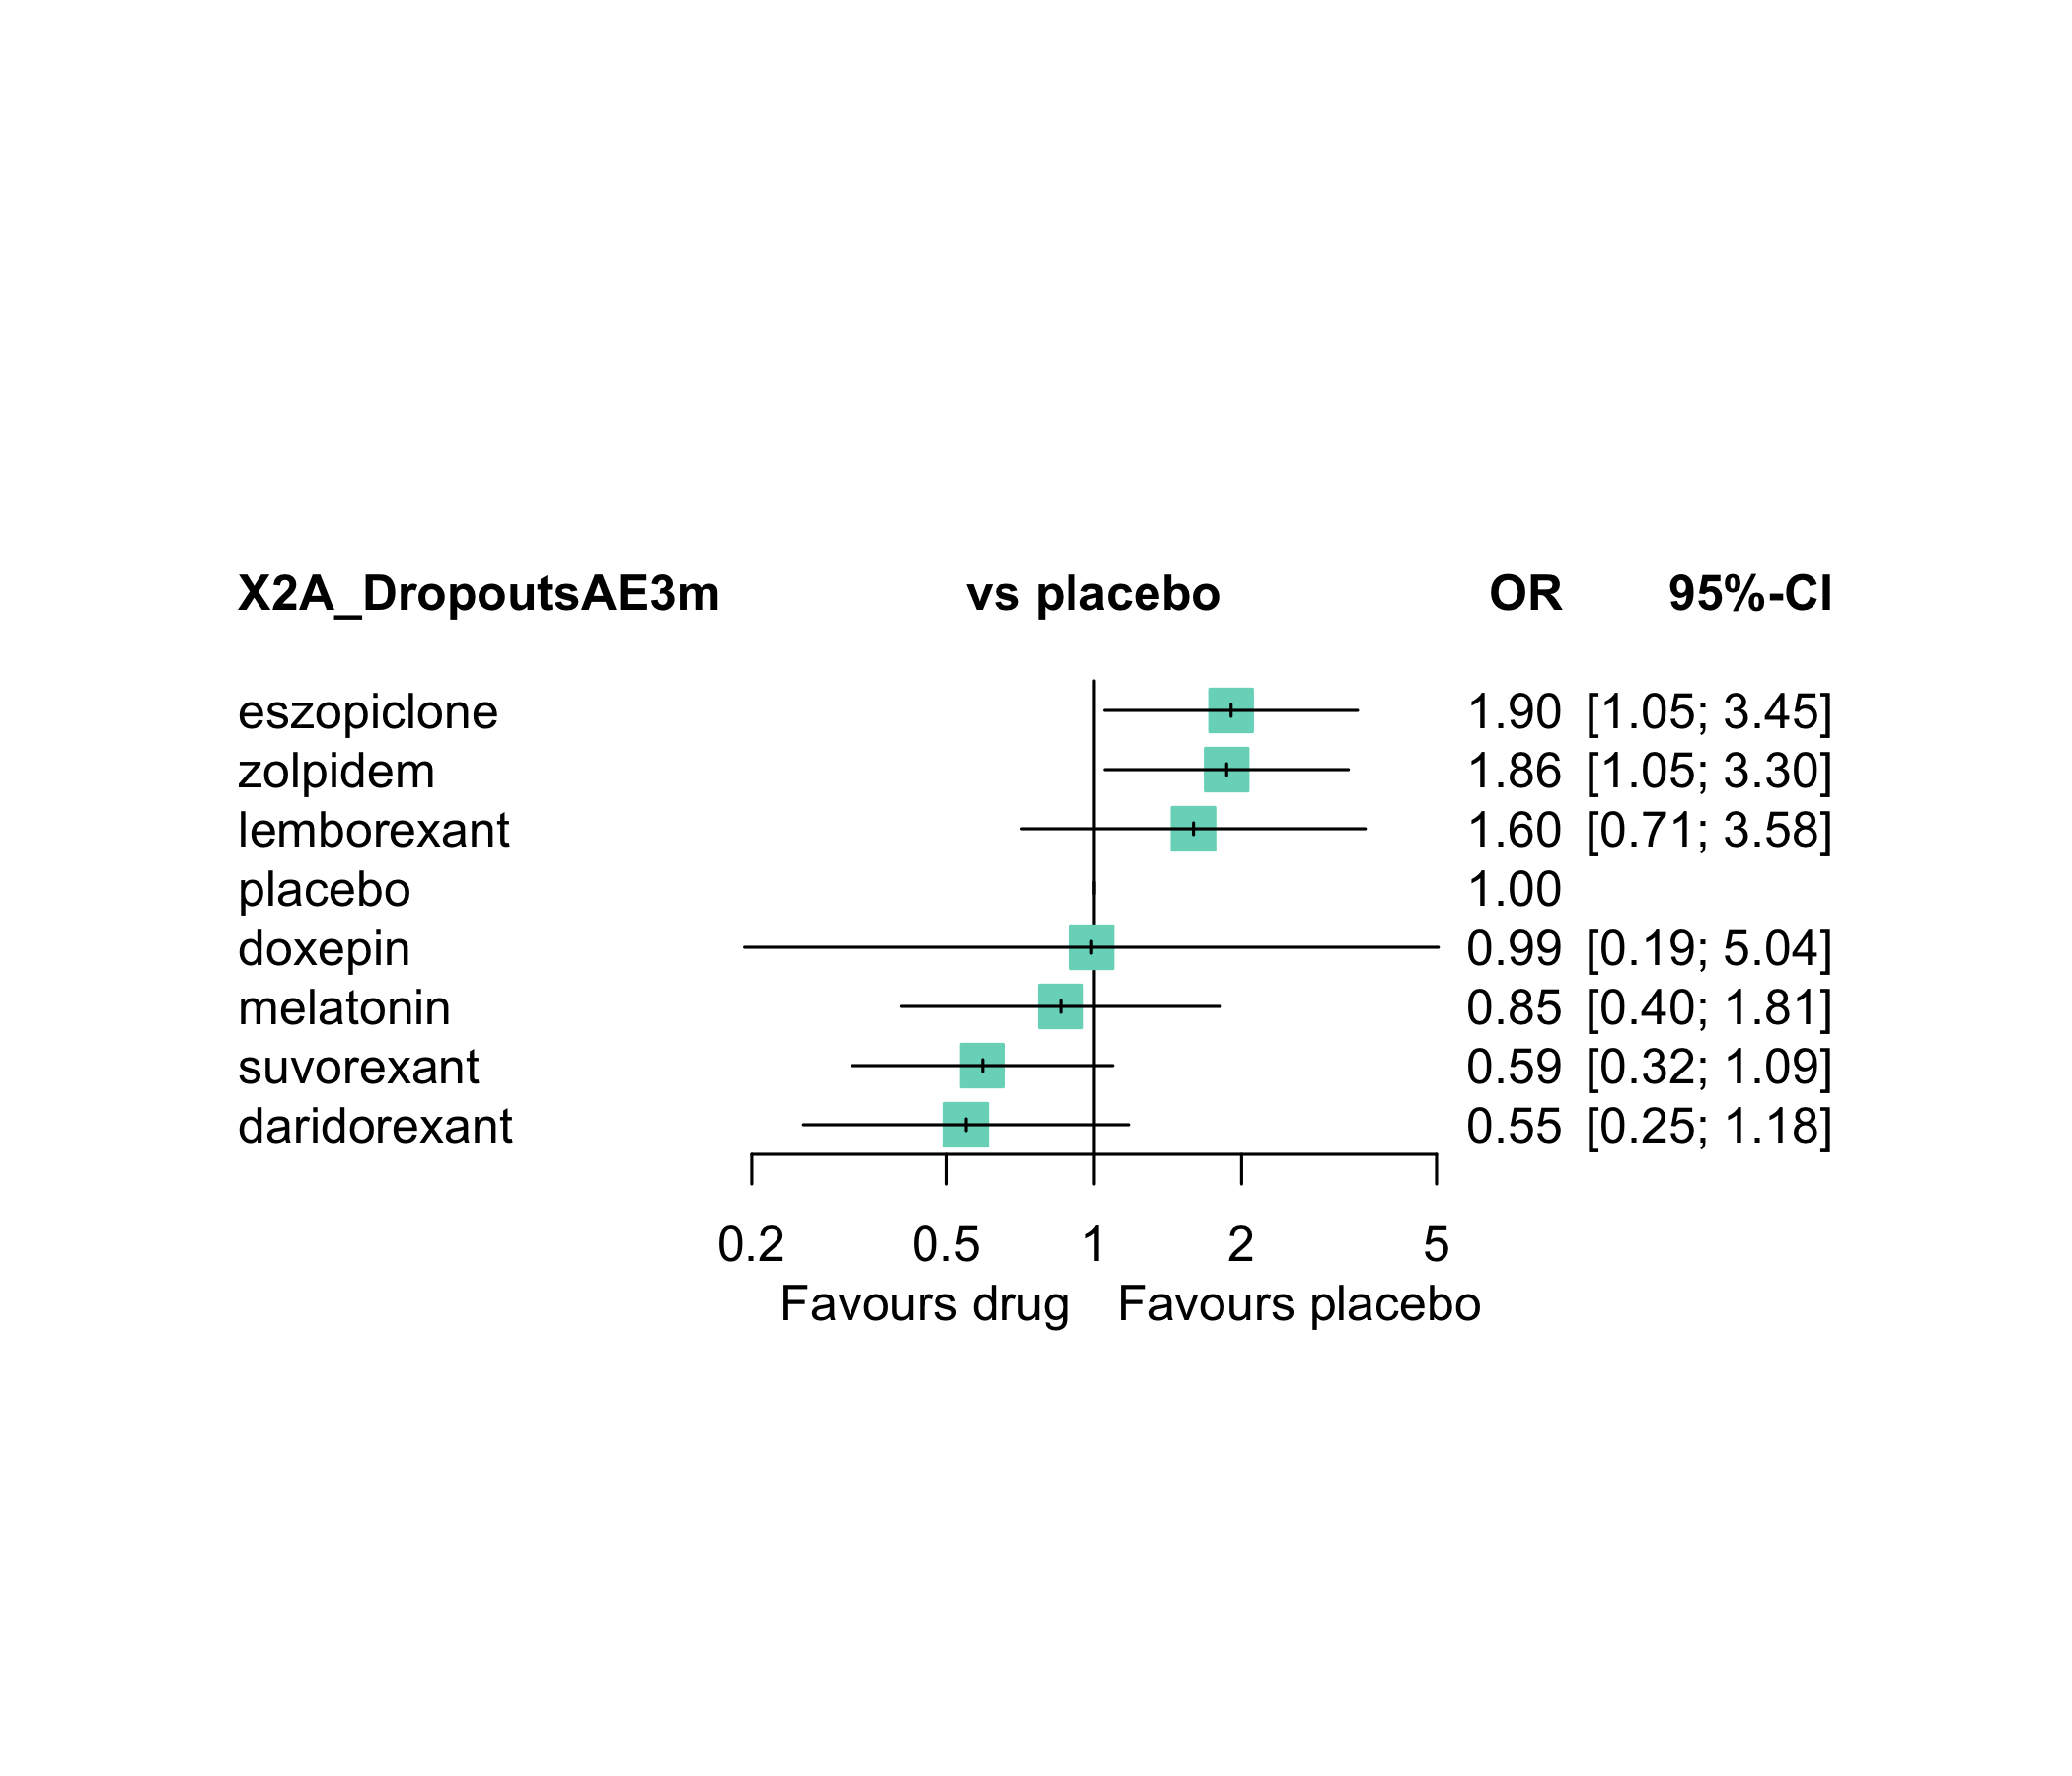 X2A_DropoutsAE3m vs placebo OR 95%-CI
eszopiclone 1.90 [1.05; 3.45]
zolpidem 1.86 [1.05; 3.30]
lemborexant 1.60 [0.71; 3.58]
placebo 1.00
doxepin 0.99 [0.19; 5.04]
melatonin 0.85 [0.40; 1.81]
suvorexant 0.59 [0.32; 1.09]
daridorexant 0.55 [0.25; 1.18]
0.2 0.5 1 2 5
Favours drug Favours placebo